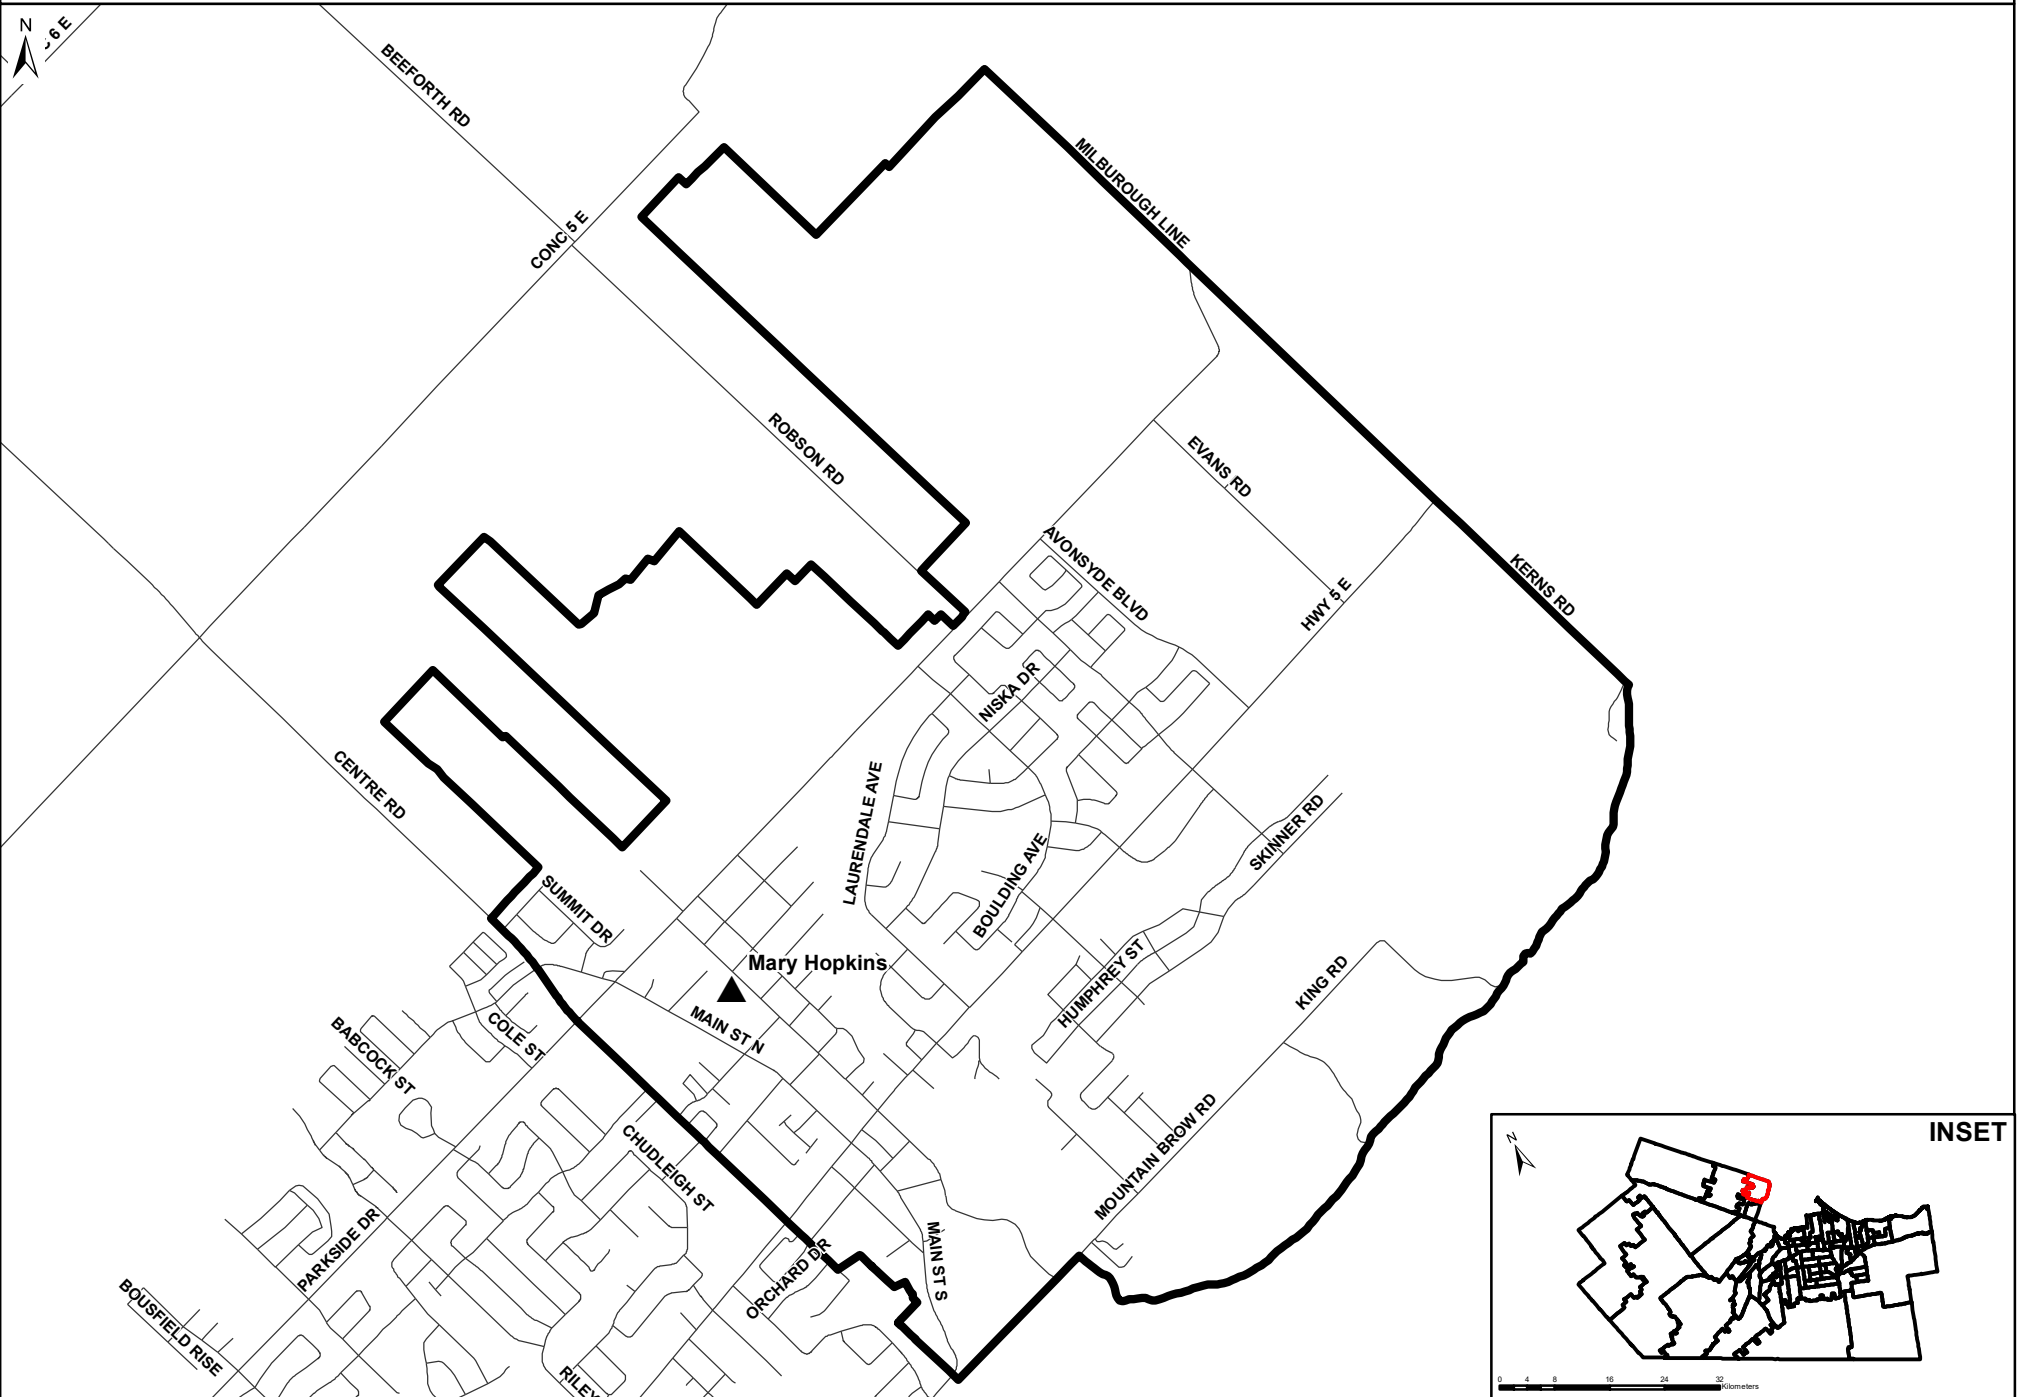 N
6 E
BEEFORTH RD
MILBOROUGH LINE
CONC 5 E
ROBSON RD
EVANS RD
AVONSYDE BLVD
HWY 5 E
KERNS RD
NISKA DR
CENTRE RD
LAURENDALE AVE
SKINNER RD
BOULDING AVE
SUMMIT DR
Mary Hopkins
HUMPHREY ST
KING RD
MAIN ST N
COLE ST
BABCOCK ST
MOUNTAIN BROW RD
CHUDLEIGH ST
INSET
N
PARKSIDE DR
ORCHARD DR
MAIN ST S
BOUSFIELD RISE
RILEY
0 4 8 16 24 32
Kilometers